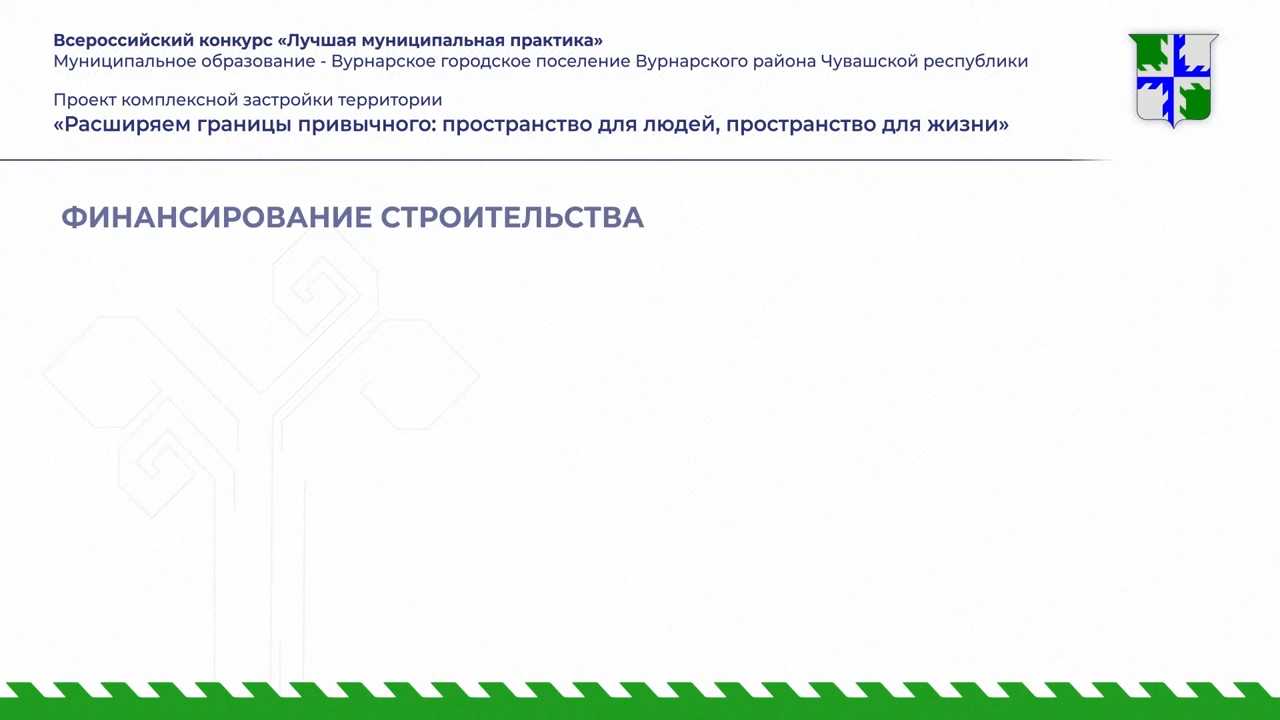 Всероссийский конкурс «Лучшая муниципальная практика»
Муниципальное образование - Вурнарское городское поселение Вурнарского района Чувашской республики
Проект комплексной застройки территории
«Расширяем границы привычного: пространство для людей, пространство для жизни»
ФИНАНСИРОВАНИЕ СТРОИТЕЛЬСТВА